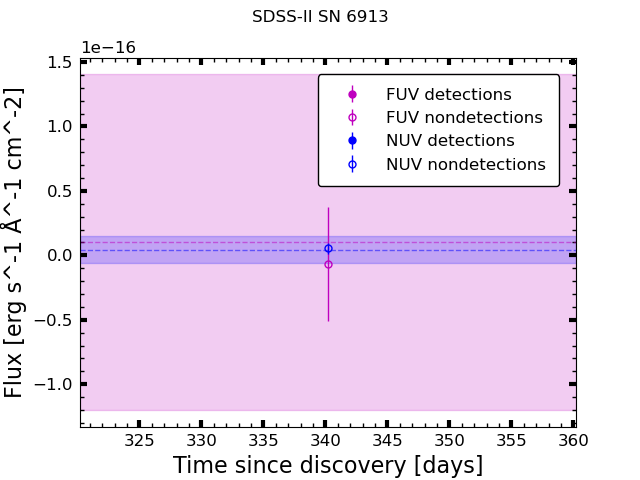 SDSS-II SN 6913
1e−16
1.5
1.0
0.5
0.0
−0.5
−1.0
Flux [erg s^-1 Å^-1 cm^-2]
FUV detections
FUV nondetections
NUV detections
NUV nondetections
325 330 335 340 345 350 355 360
Time since discovery [days]